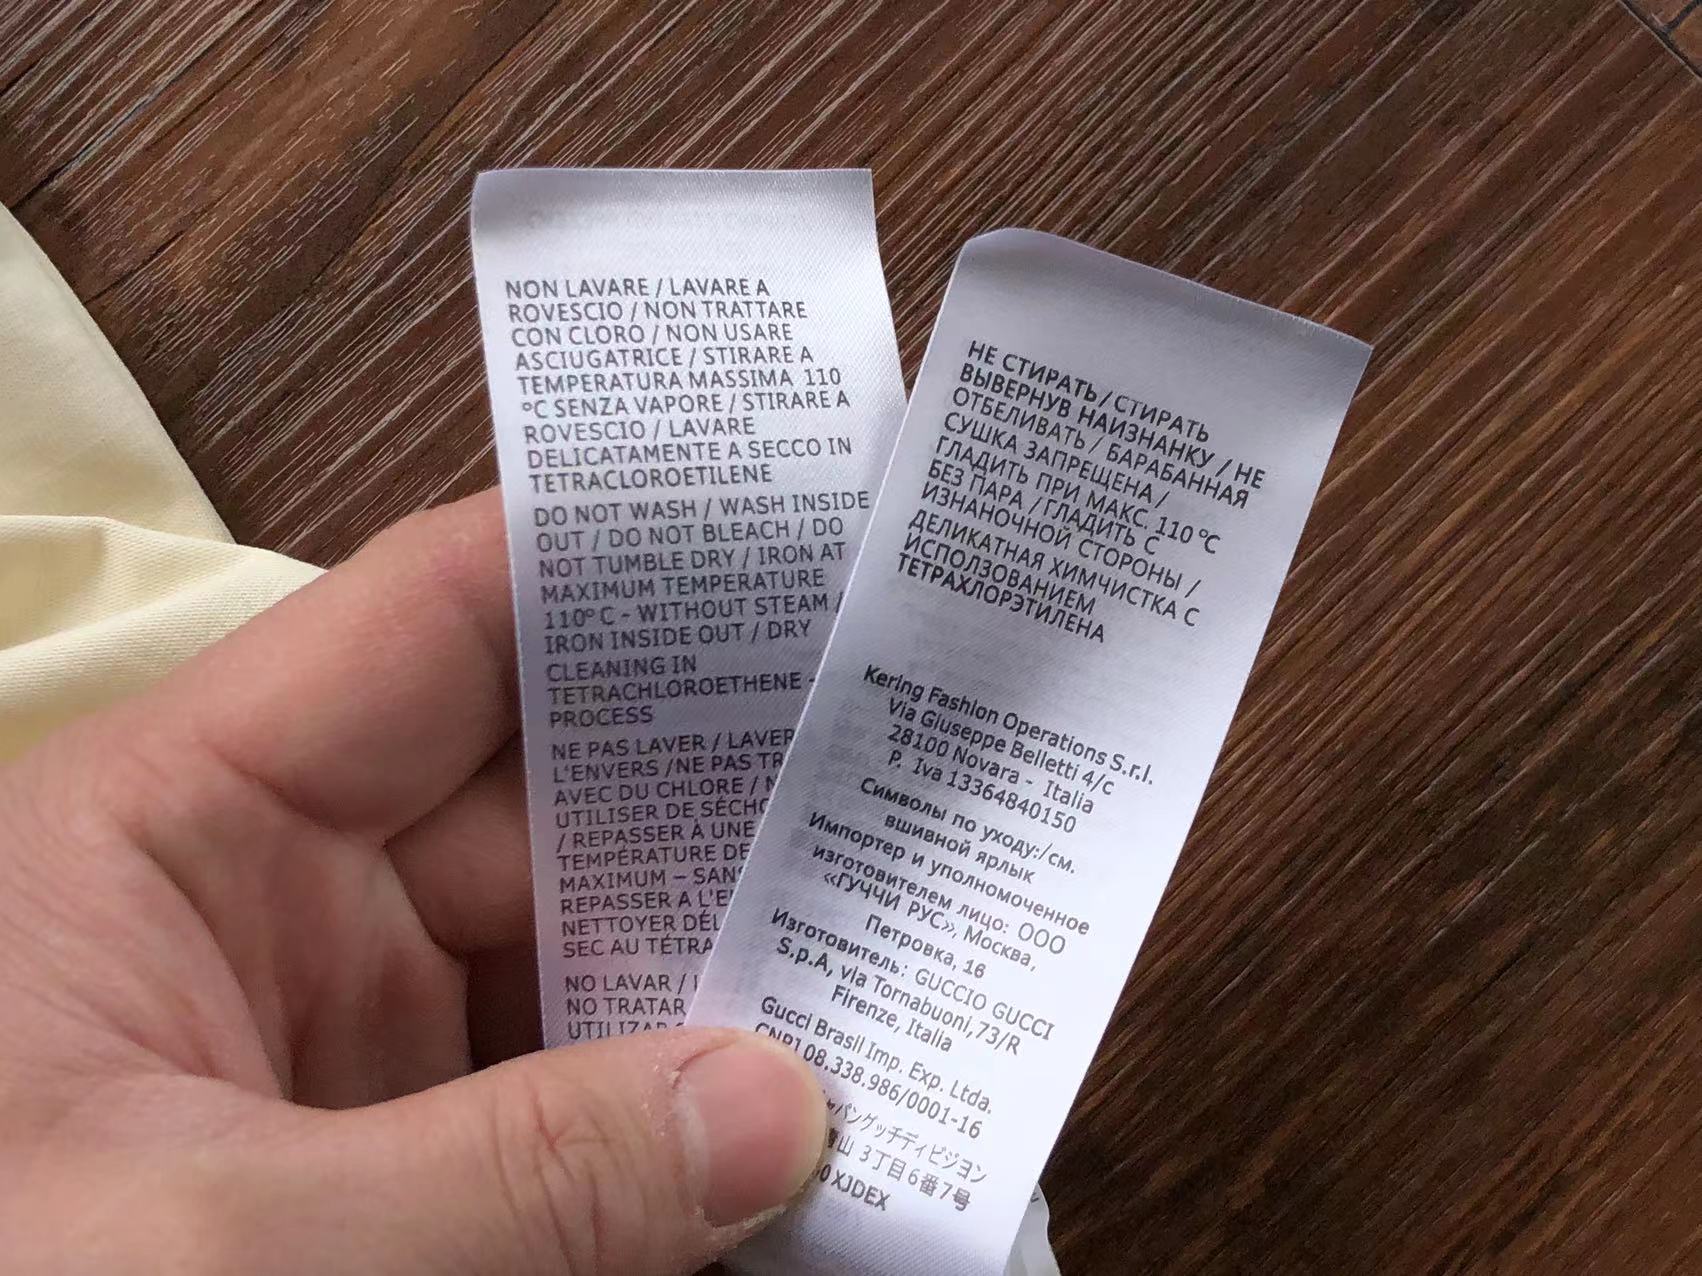 NON LAVARE / LAVARE A
ROVESCIO / NON TRATTARE
CON CLORO / NON USARE
ASCIUGATRICE / STIRARE A
TEMPERATURA MASSIMA 110
°C SENZA VAPORE / STIRARE A
ROVESCIO / LAVARE
DELICATAMENTE A SECCO IN
TETRACLOROETILENE
DO NOT WASH / WASH INSIDE
OUT / DO NOT BLEACH / DO
NOT TUMBLE DRY / IRON AT
MAXIMUM TEMPERATURE
110°C - WITHOUT STEAM /
IRON INSIDE OUT / DRY
CLEANING IN
TETRACHLOROETHENE -
PROCESS
NE PAS LAVER / LAVER
L'ENVERS /NE PAS
AVEC DU CHLORE /
UTILISER DE
/ REPASSER À UNE
TEMPÉRATURE DE
MAXIMUM –
REPASSER A
NETTOYER
SEC AU
NO LAVAR /
NO TRATAR
НЕ СТИРАТЬ / СТИРАТЬ
ВЫВЕРНУВ НАИЗНАНКУ / НЕ
ОТБЕЛИВАТЬ / БАРАБАННАЯ
СУШКА ЗАПРЕЩЕНА /
ГЛАДИТЬ ПРИ МАКС. 110 °C
БЕЗ ПАРА / ГЛАДИТЬ С
ИЗНАНОЧНОЙ СТОРОНЫ /
ДЕЛИКАТНАЯ ХИМЧИСТКА С
ИСПОЛЗОВАНИЕМ
ТЕТРАХЛОРЭТИЛЕНА
Kering Fashion Operations S.r.l.
Via Giuseppe Belletti 4/c
28100 Novara - Italia
P. Iva 13364840150
Символы по уходу:/см.
вшивной ярлык
Импортер и уполномоченное
изготовителем лицо: ООО
«ГУЧЧИ РУС», Москва,
Петровка, 16
Изготовитель: GUCCIO GUCCI
S.p.A, via Tornabuoni,73/R
Firenze, Italia
Gucci Brasil Imp. Exp. Ltda.
CNPJ 08.338.986/0001-16
ャパングッチディビジョン
青山 3丁目6番7号
XJDEX